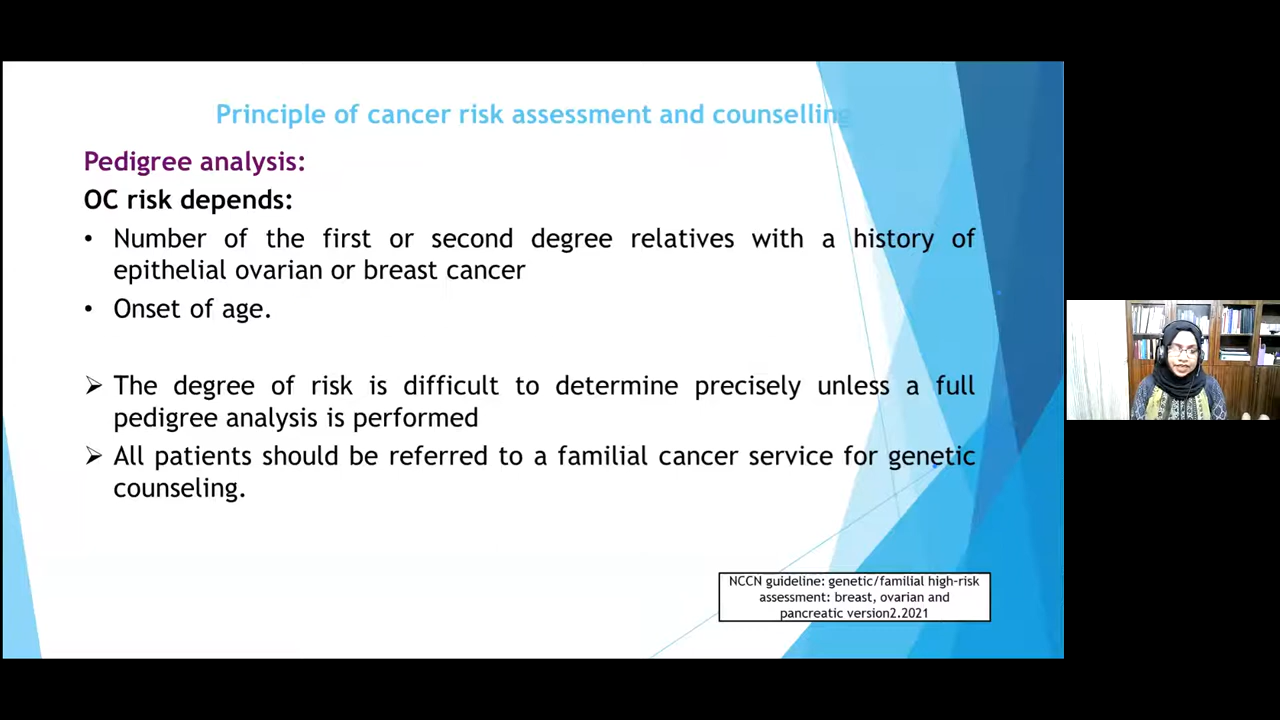 Principle of cancer risk assessment and counselling
Pedigree analysis:
OC risk depends:
• Number of the first or second degree relatives with a history of
epithelial ovarian or breast cancer
• Onset of age.
➢ The degree of risk is difficult to determine precisely unless a full
pedigree analysis is performed
➢ All patients should be referred to a familial cancer service for genetic
counseling.
NCCN guideline: genetic/familial high-risk
assessment: breast, ovarian and
pancreatic version2.2021